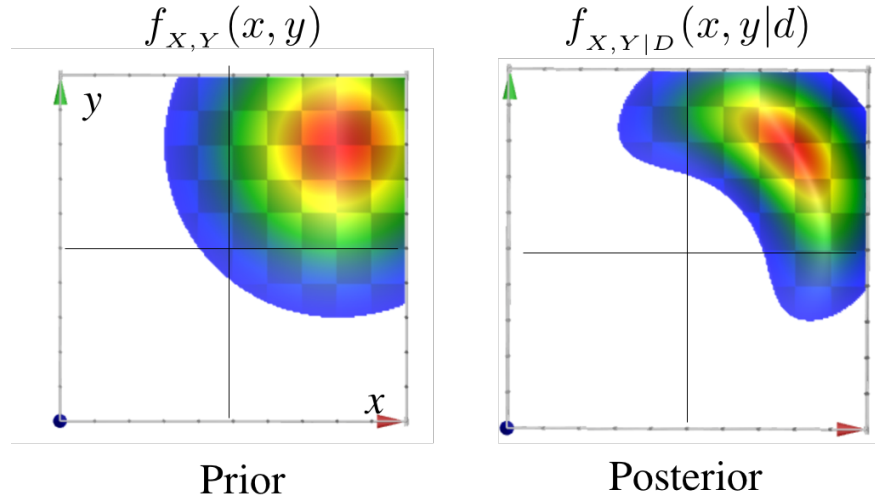 f_{X,Y}(x, y)
f_{X,Y|D}(x, y|d)
y
x
Prior
Posterior